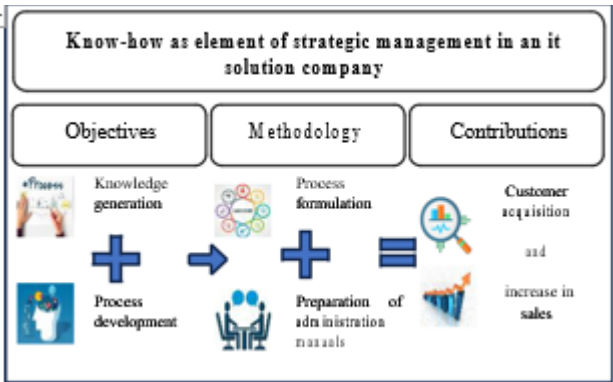 Know-how as element of strategic management in an it
solution company
Objectives
Methodology
Contributions
Process
Knowledge
generation
Process
formulation
Customer
acquisition
and
Process
development
Preparation of
administration
manuals
increase in
sales